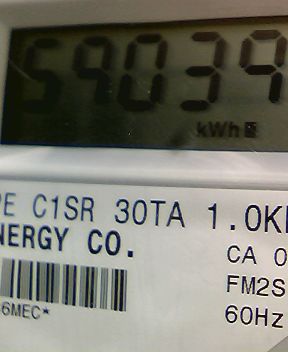 59039
kWh
PE C1SR 30TA 1.0K
NERGY CO.
CA 0
FM2S
6MEC*
60Hz